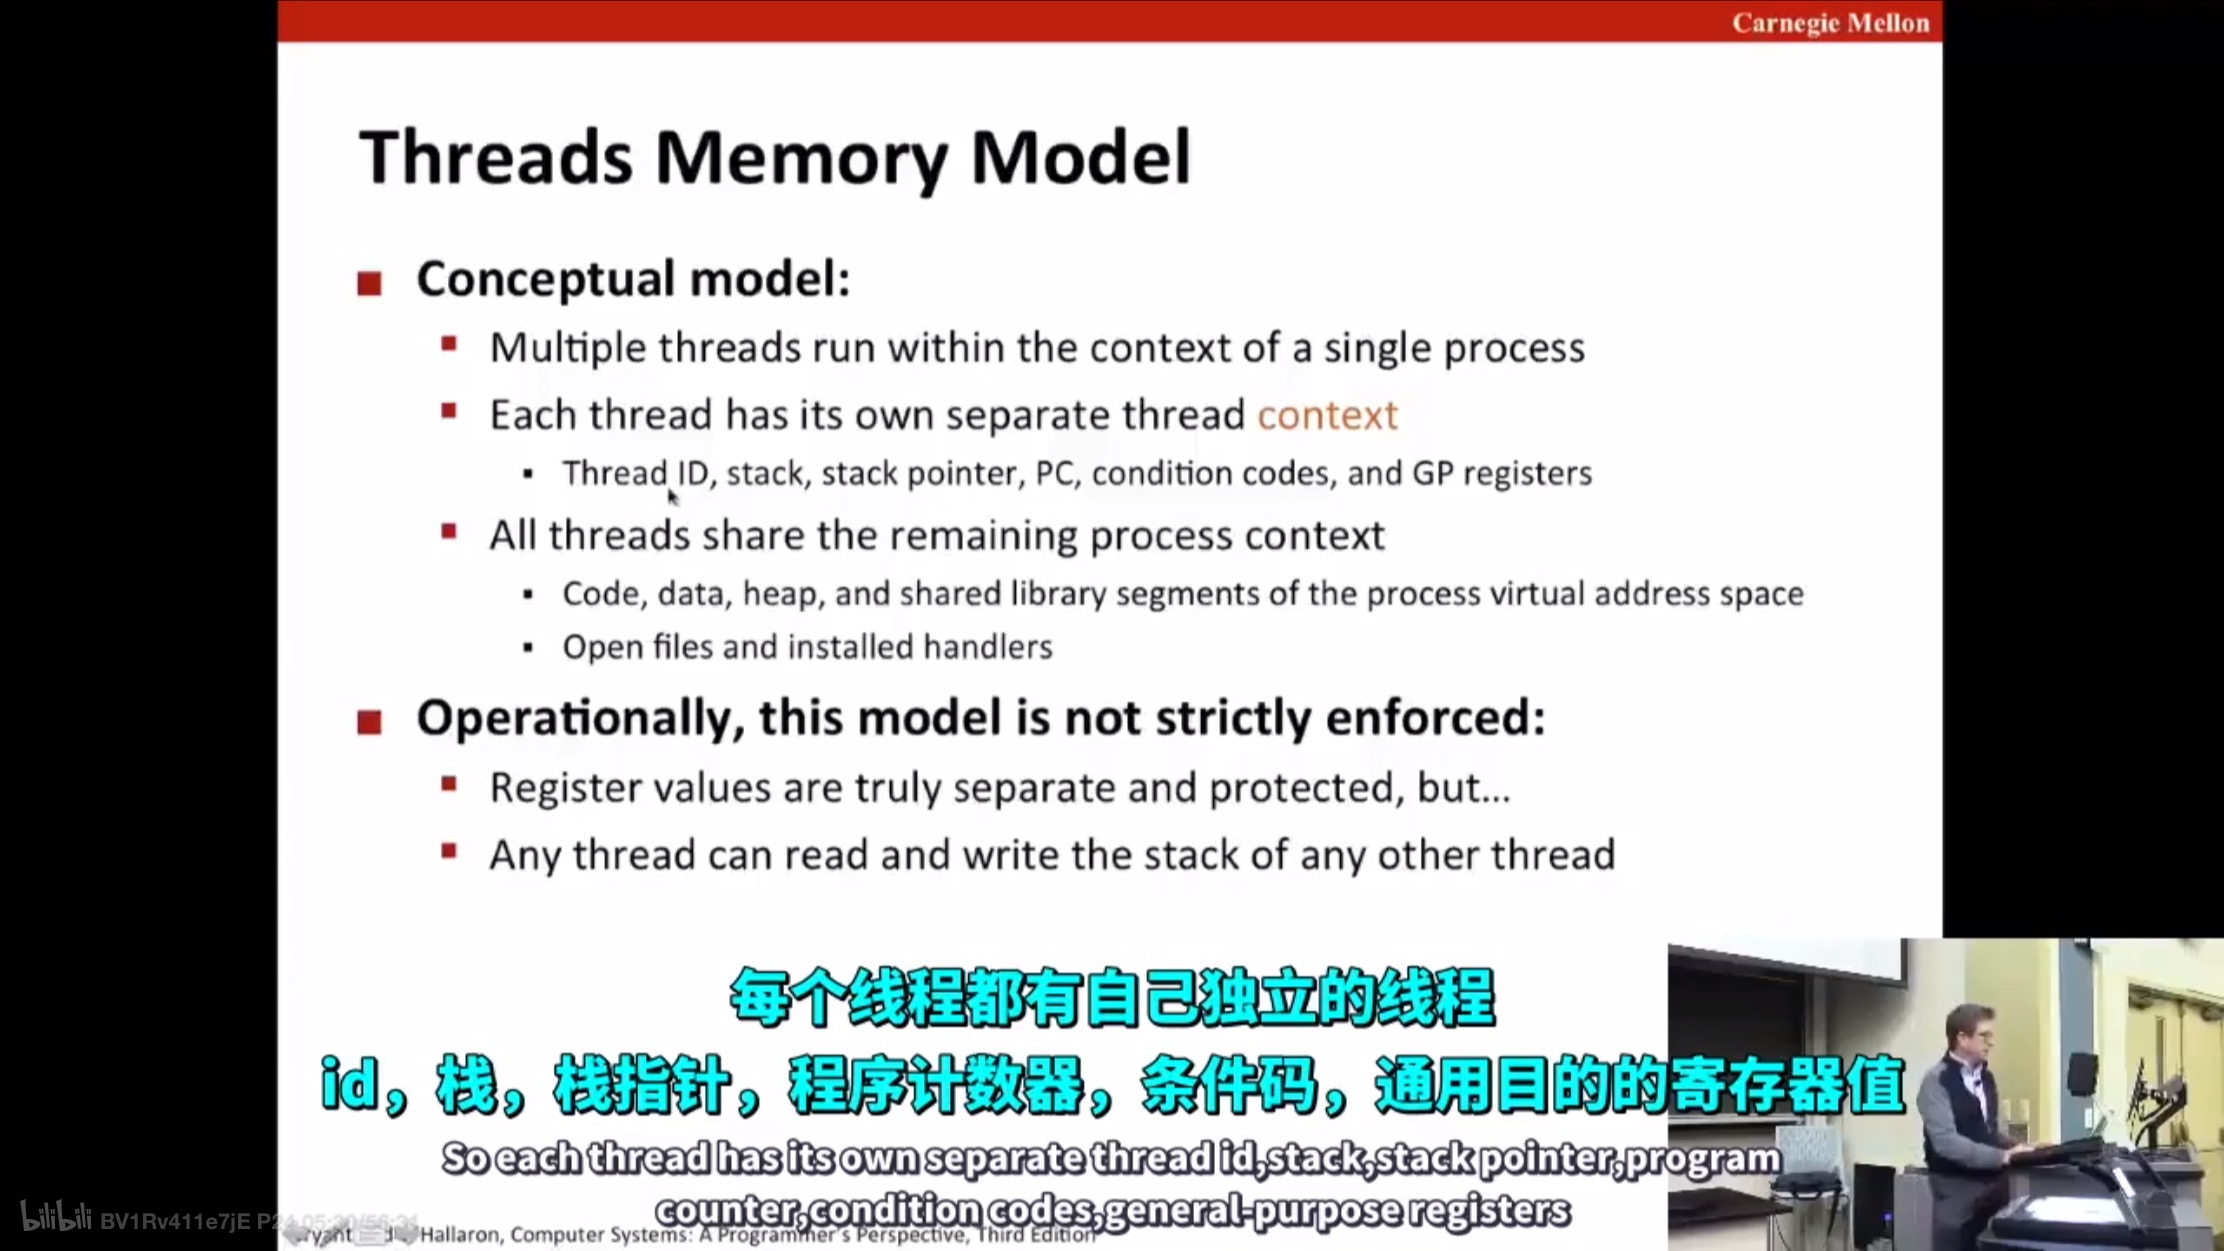 Carnegie Mellon
Threads Memory Model
Conceptual model:
Multiple threads run within the context of a single process
Each thread has its own separate thread context
Thread ID, stack, stack pointer, PC, condition codes, and GP registers
All threads share the remaining process context
Code, data, heap, and shared library segments of the process virtual address space
Open files and installed handlers
Operationally, this model is not strictly enforced:
Register values are truly separate and protected, but...
Any thread can read and write the stack of any other thread
每个线程都有自己独立的线程
id，栈，栈指针，程序计数器，条件码，通用目的的寄存器值
So each thread has its own separate thread id,stack,stack pointer,program
counter,condition codes,general-purpose registers
bilibili BV1Rv411e7jE P24 05:20/56:31
Hallaron, Computer Systems: A Programmer's Perspective, Third Edition